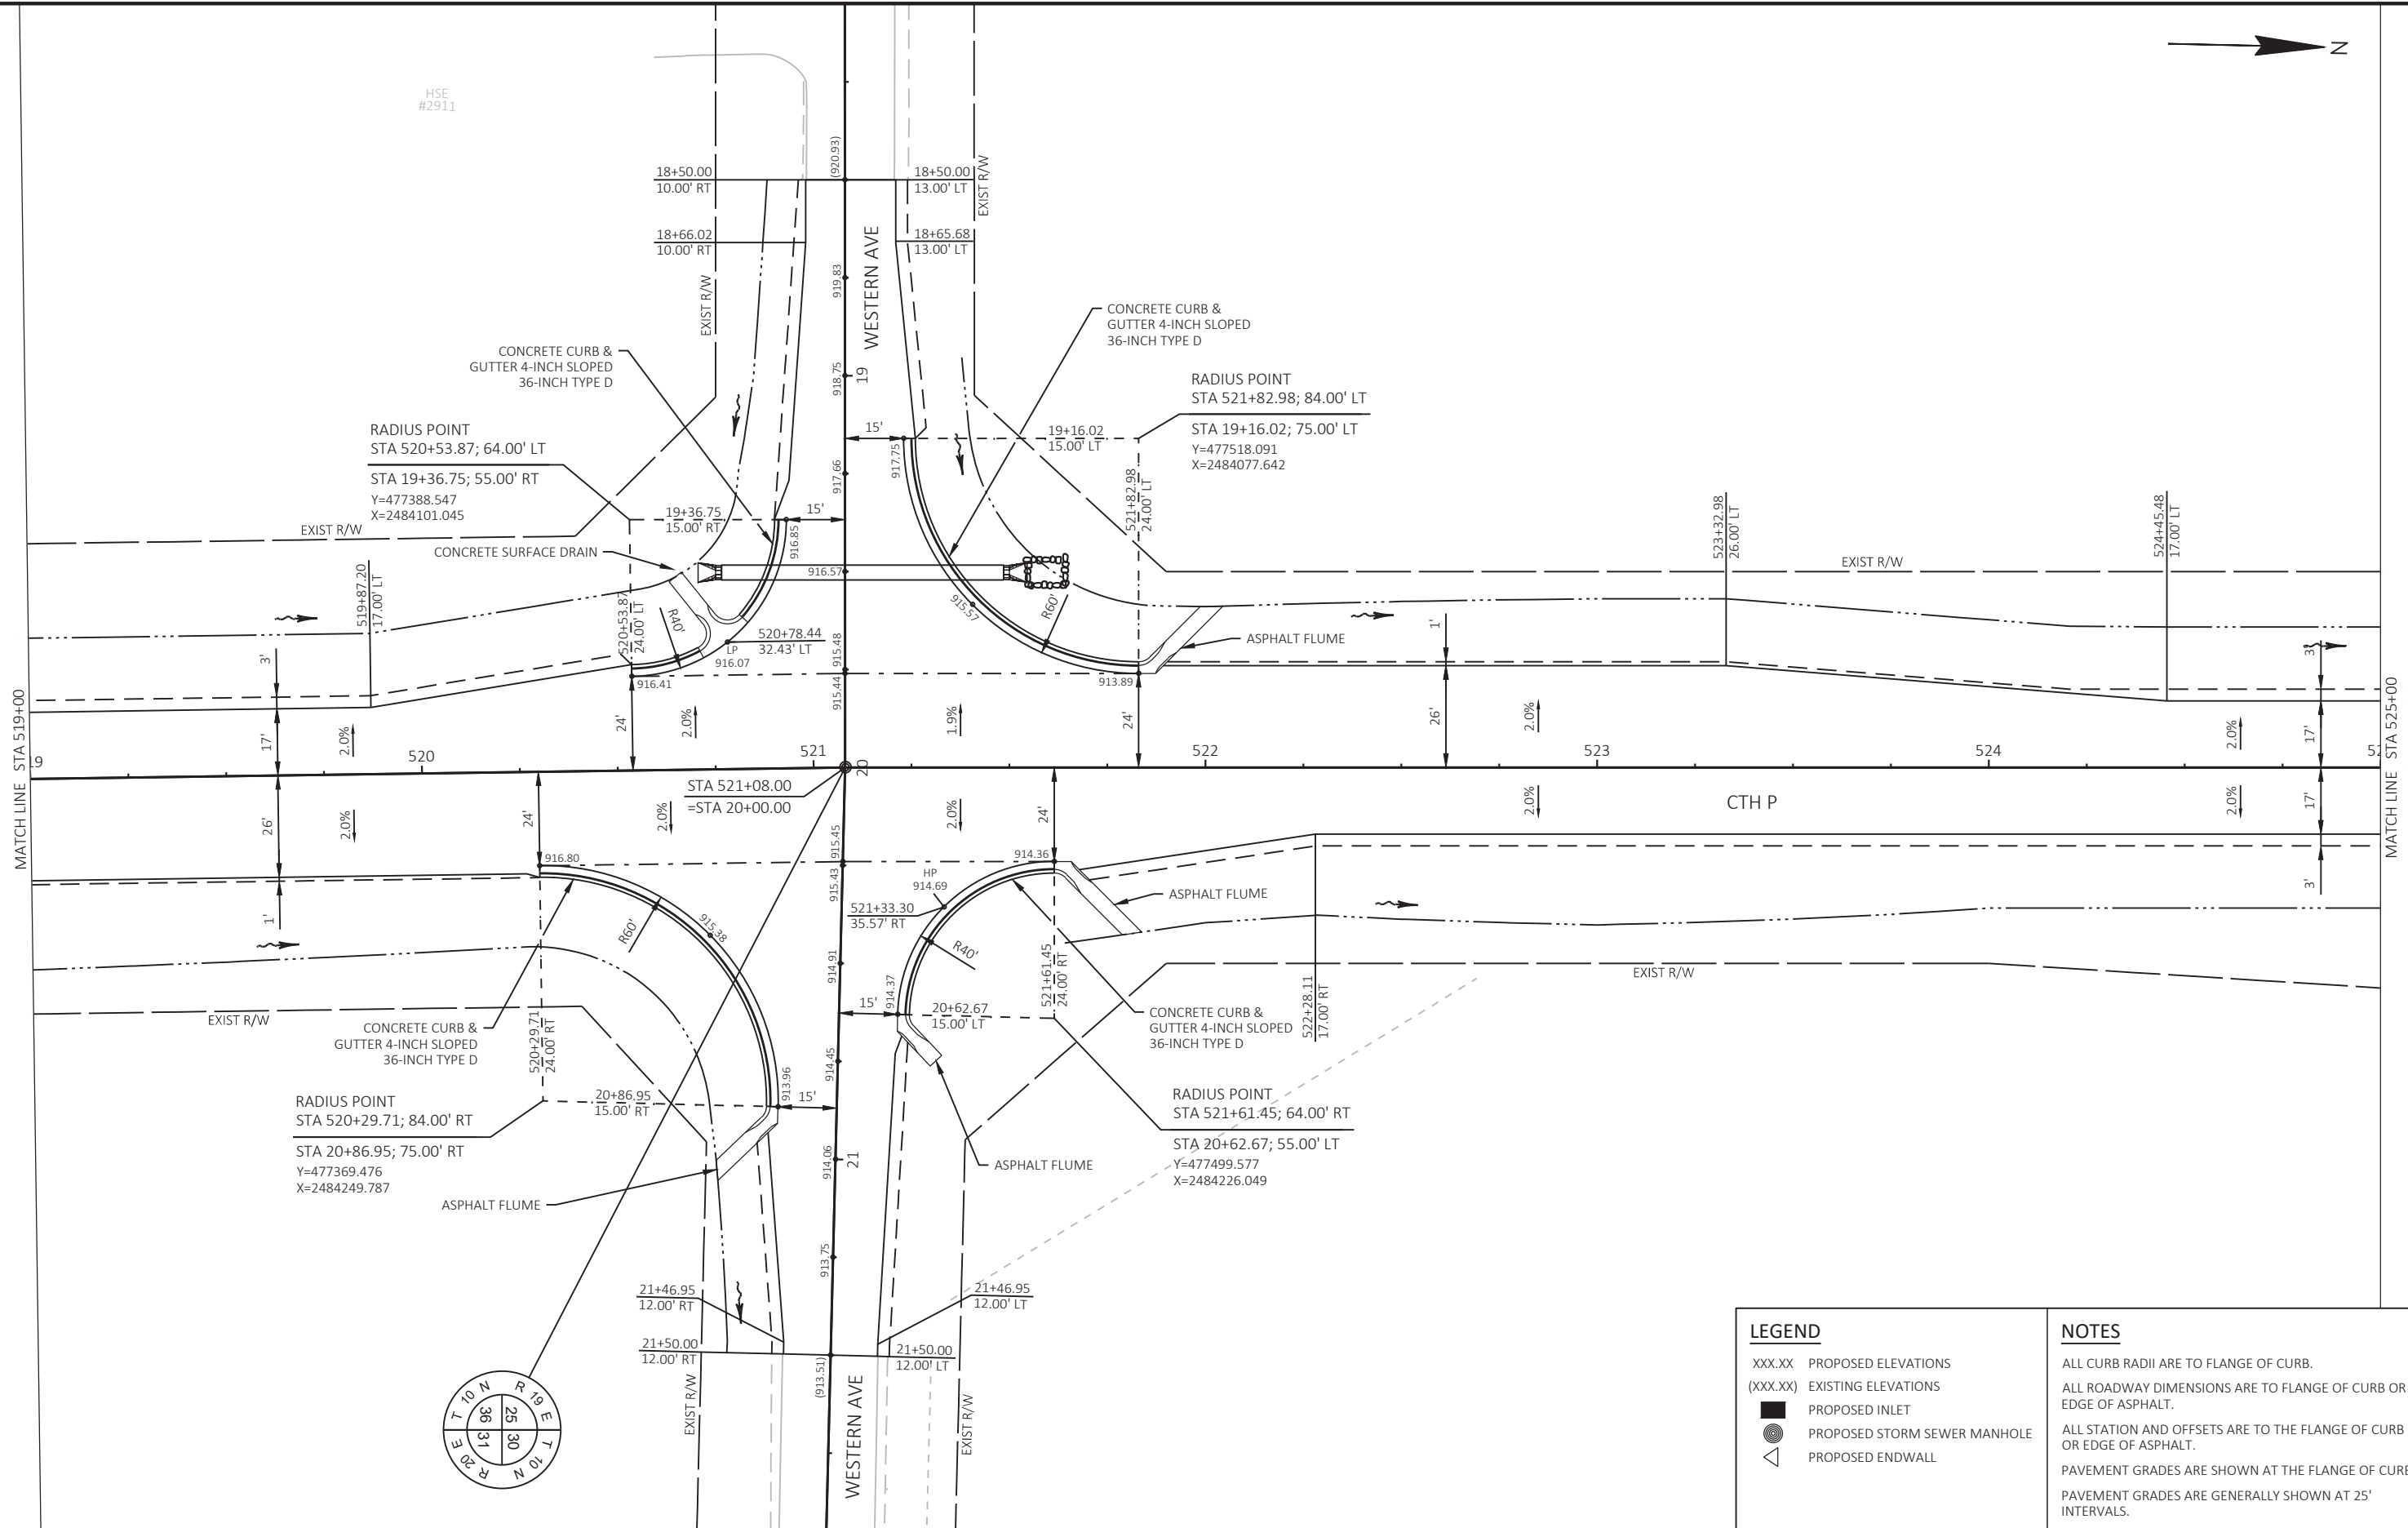 N
HSE
#2911
(920.93)
EXIST R/W
18+50.00
10.00' RT
18+50.00
13.00' LT
18+66.02
10.00' RT
18+65.68
13.00' LT
WESTERN AVE
EXIST R/W
919.83
CONCRETE CURB &
GUTTER 4-INCH SLOPED
36-INCH TYPE D
CONCRETE CURB &
GUTTER 4-INCH SLOPED
36-INCH TYPE D
918.75
19
RADIUS POINT
STA 521+82.98; 84.00' LT
STA 19+16.02; 75.00' LT
Y=477518.091
X=2484077.642
RADIUS POINT
STA 520+53.87; 64.00' LT
STA 19+36.75; 55.00' RT
Y=477388.547
X=2484101.045
15'
19+16.02
15.00' LT
917.75
917.66
521+82.98
24.00' LT
19+36.75
15.00' RT
15'
916.85
EXIST R/W
CONCRETE SURFACE DRAIN
523+32.98
26.00' LT
524+45.48
17.00' LT
EXIST R/W
916.57
519+87.20
17.00' LT
520+53.87
24.00' LT
R40'
520+78.44
32.43' LT
LP
916.07
915.57
R60'
ASPHALT FLUME
915.48
915.44
916.41
913.89
3'
17'
2.0%
24'
2.0%
1.9%
24'
1'
26'
2.0%
2.0%
3'
17'
MATCH LINE STA 519+00
MATCH LINE STA 525+00
19
520
521
522
523
524
52
20
STA 521+08.00
=STA 20+00.00
CTH P
26'
2.0%
24'
2.0%
2.0%
24'
2.0%
2.0%
17'
3'
1'
916.80
915.45
915.43
914.36
HP
914.69
521+33.30
35.57' RT
ASPHALT FLUME
R60'
915.38
R40'
914.91
914.37
521+61.45
24.00' RT
522+28.11
17.00' RT
EXIST R/W
EXIST R/W
15'
20+62.67
15.00' LT
CONCRETE CURB &
GUTTER 4-INCH SLOPED
36-INCH TYPE D
520+29.71
24.00' RT
CONCRETE CURB &
GUTTER 4-INCH SLOPED
36-INCH TYPE D
914.45
913.96
20+86.95
15.00' RT
15'
RADIUS POINT
STA 520+29.71; 84.00' RT
STA 20+86.95; 75.00' RT
Y=477369.476
X=2484249.787
RADIUS POINT
STA 521+61.45; 64.00' RT
STA 20+62.67; 55.00' LT
Y=477499.577
X=2484226.049
914.06
21
ASPHALT FLUME
ASPHALT FLUME
913.75
21+46.95
12.00' RT
21+46.95
12.00' LT
21+50.00
12.00' RT
21+50.00
12.00' LT
(913.51)
EXIST R/W
WESTERN AVE
EXIST R/W
T 10 N
R 19 E
T 10 N
R 20 E
36
25
31
30
LEGEND
XXX.XX PROPOSED ELEVATIONS
(XXX.XX) EXISTING ELEVATIONS
PROPOSED INLET
PROPOSED STORM SEWER MANHOLE
PROPOSED ENDWALL
NOTES
ALL CURB RADII ARE TO FLANGE OF CURB.
ALL ROADWAY DIMENSIONS ARE TO FLANGE OF CURB OR
EDGE OF ASPHALT.
ALL STATION AND OFFSETS ARE TO THE FLANGE OF CURB
OR EDGE OF ASPHALT.
PAVEMENT GRADES ARE SHOWN AT THE FLANGE OF CURB
PAVEMENT GRADES ARE GENERALLY SHOWN AT 25'
INTERVALS.